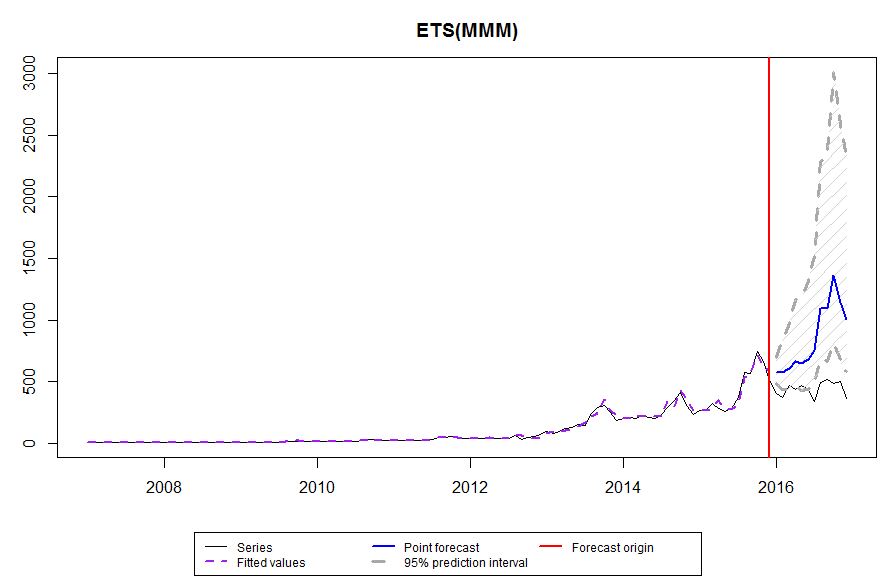 ETS(MMM)
3000
2500
2000
1500
1000
500
0
2008 2010 2012 2014 2016
Series Point forecast Forecast origin
Fitted values 95% prediction interval